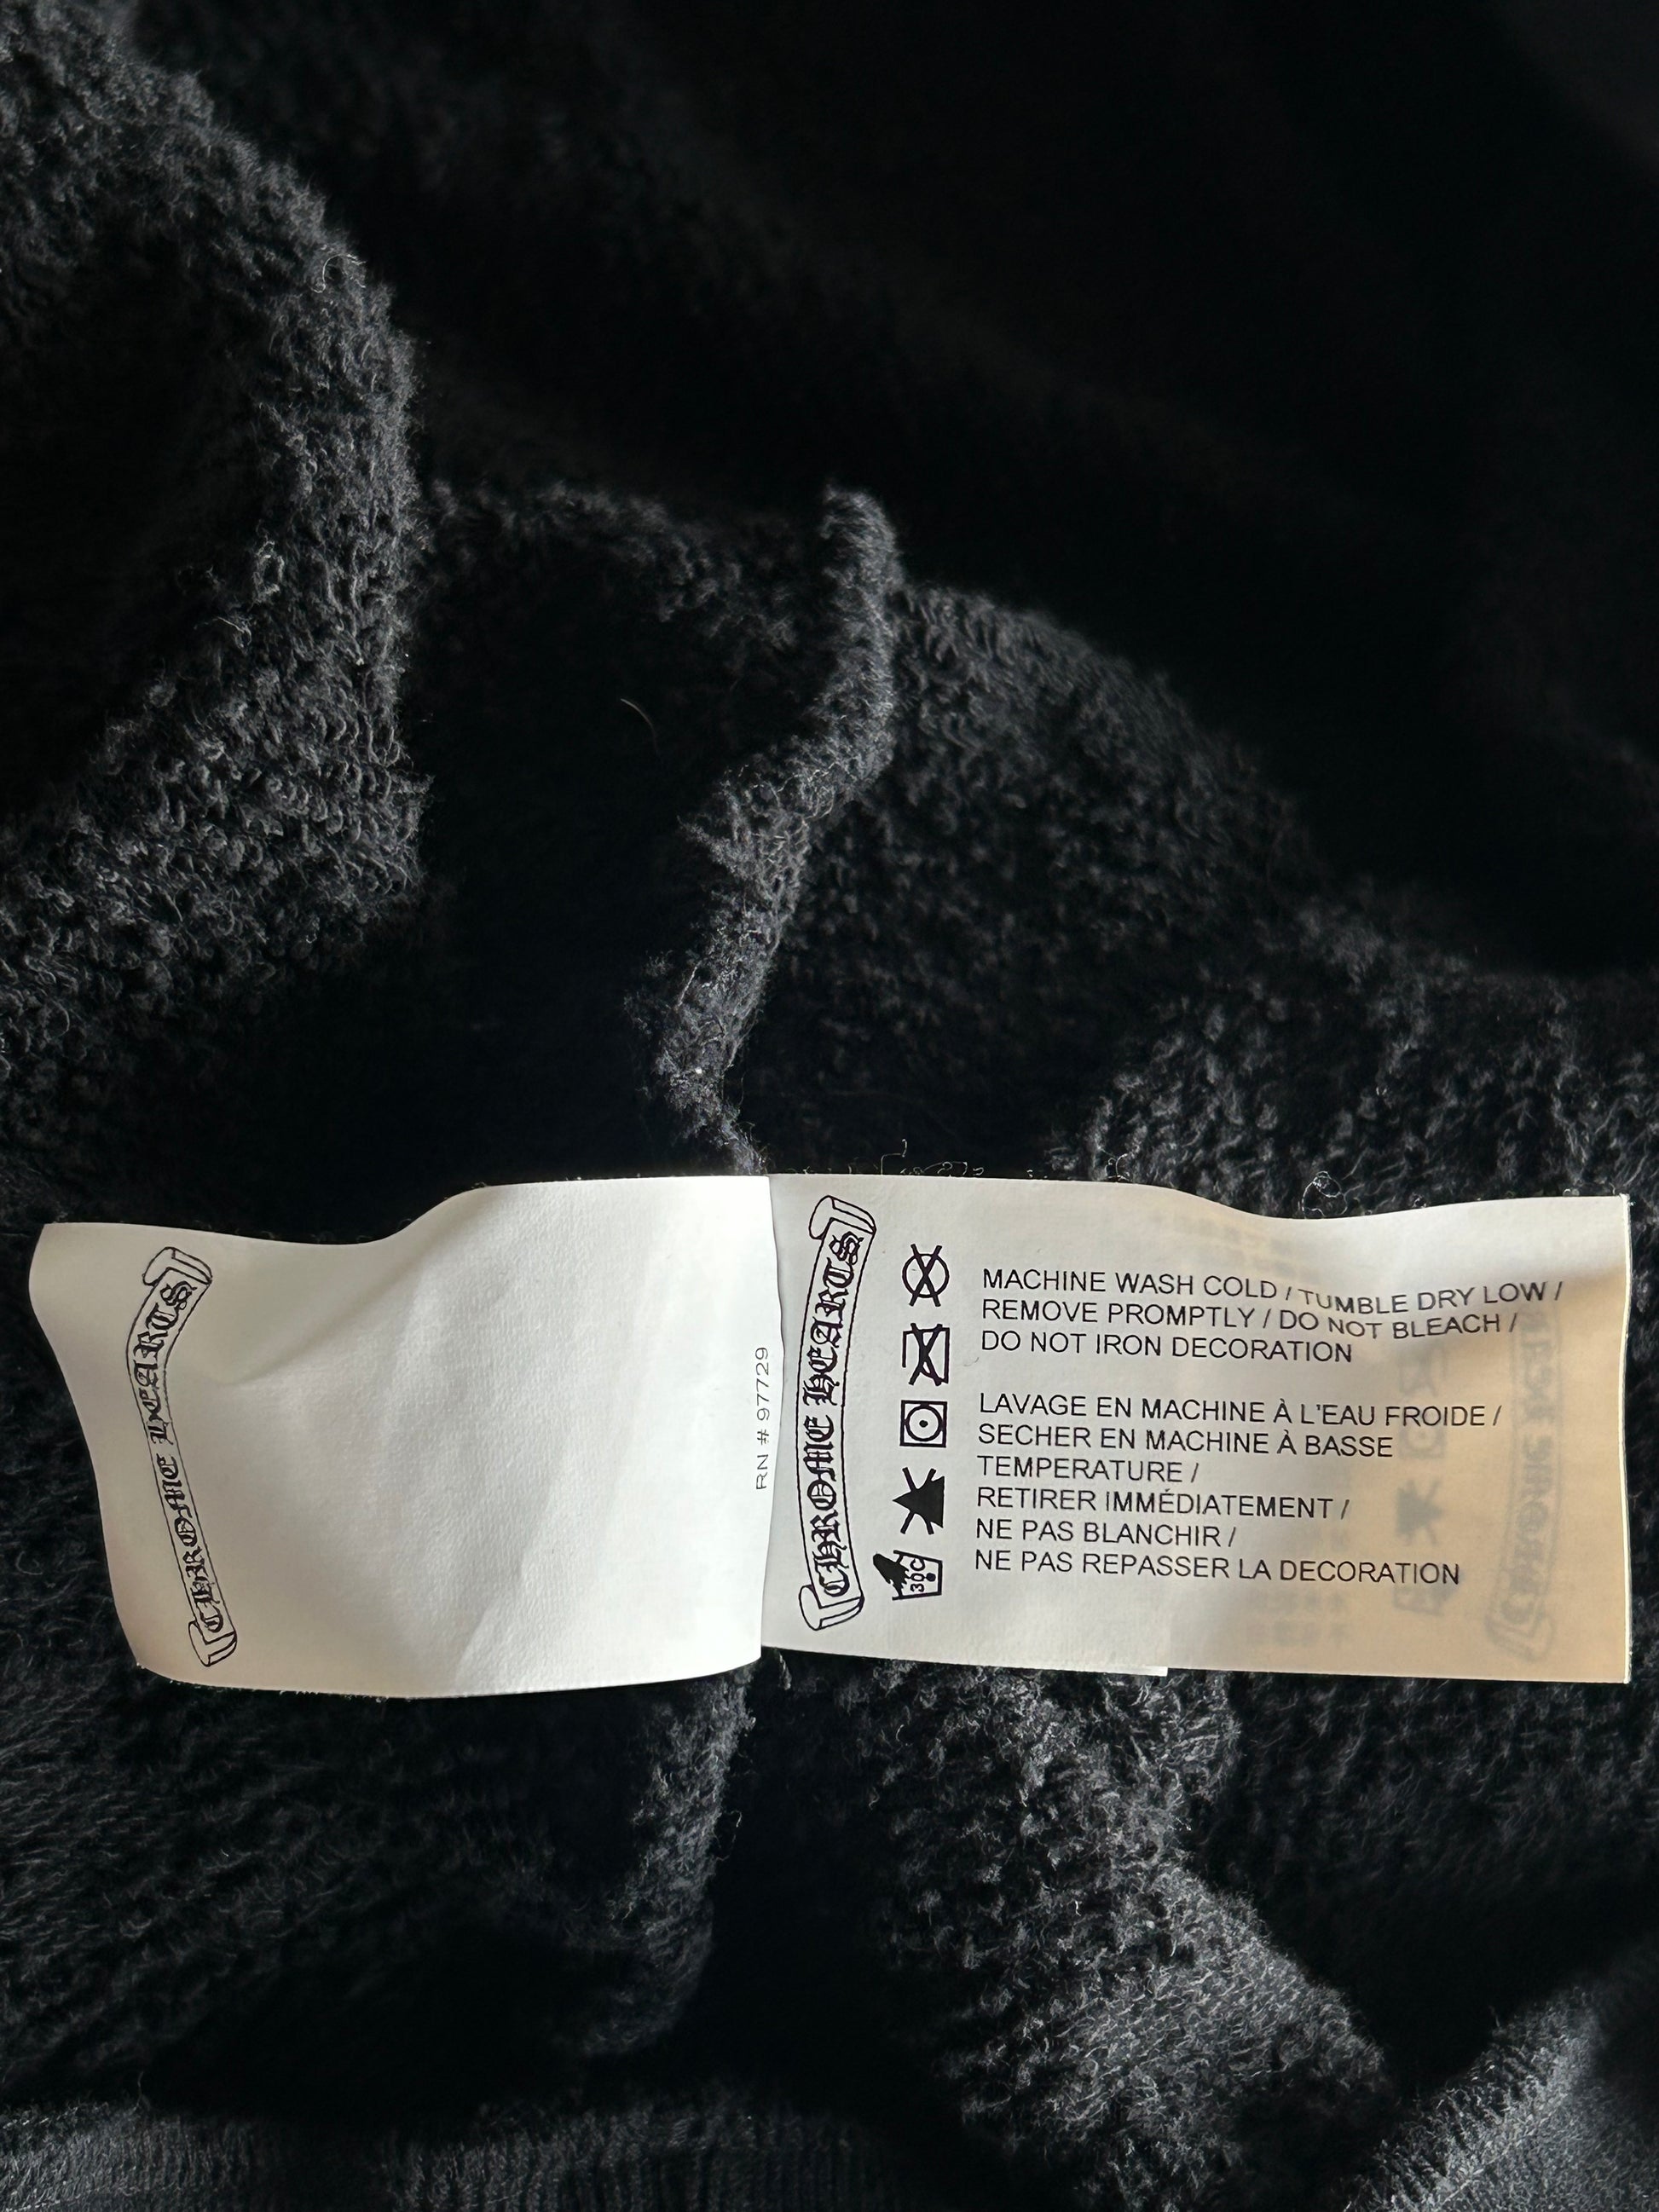 CHROME HEARTS
RN # 97729
CHROME HEARTS
MACHINE WASH COLD / TUMBLE DRY LOW /
REMOVE PROMPTLY / DO NOT BLEACH /
DO NOT IRON DECORATION
LAVAGE EN MACHINE À L'EAU FROIDE /
SECHER EN MACHINE À BASSE
TEMPERATURE /
RETIRER IMMÉDIATEMENT /
NE PAS BLANCHIR /
NE PAS REPASSER LA DECORATION
30C